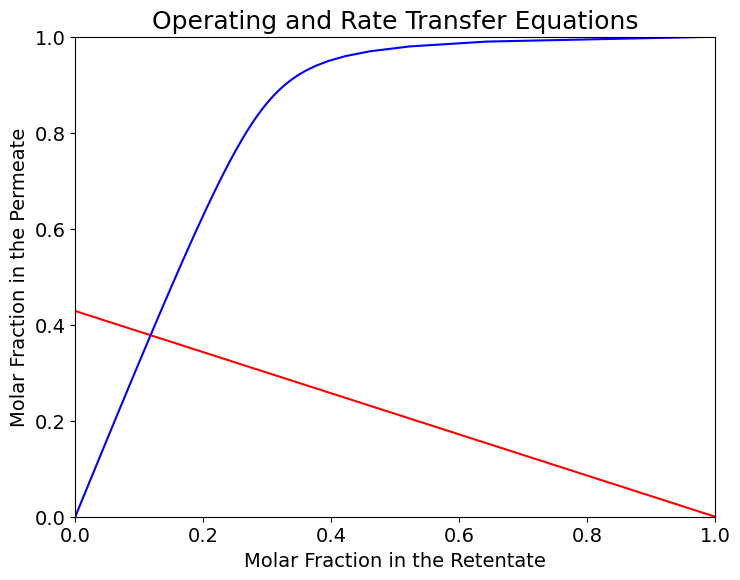 Operating and Rate Transfer Equations
1.0
0.8
0.6
0.4
0.2
0.0
Molar Fraction in the Permeate
0.0 0.2 0.4 0.6 0.8 1.0
Molar Fraction in the Retentate